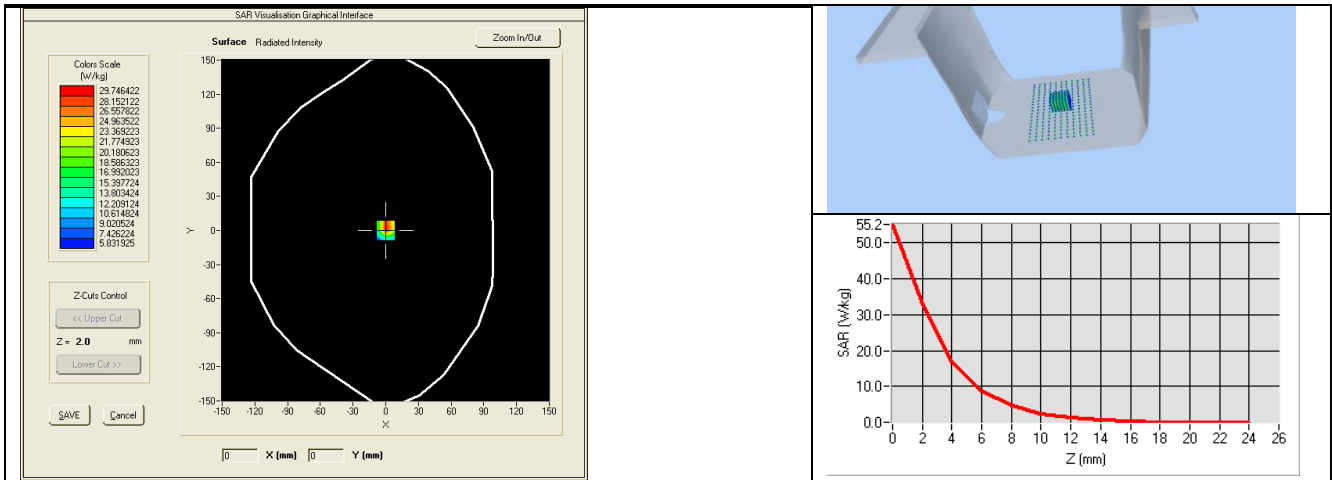 SAR Visualisation Graphical Interface
Surface Radiated Intensity
Zoom In/Out
Colors Scale
(W/kg)
29.746422
28.152122
26.557822
24.963522
23.369223
21.774923
20.180623
18.586323
16.992023
15.397724
13.803424
12.209124
10.614824
9.020524
7.426224
5.831925
Z-Cuts Control
<< Upper Cut
Z = 2.0 mm
Lower Cut >>
SAVE Cancel
150-
120-
90-
60-
30-
0-
-30-
-60-
-90-
-120-
-150-
Y
-150 -120 -90 -60 -30 0 30 60 90 120 150
X
0 X (mm) 0 Y (mm)
55.2-
50.0-
40.0-
30.0-
20.0-
10.0-
0.0-
SAR (W/kg)
0 2 4 6 8 10 12 14 16 18 20 22 24 26
Z (mm)